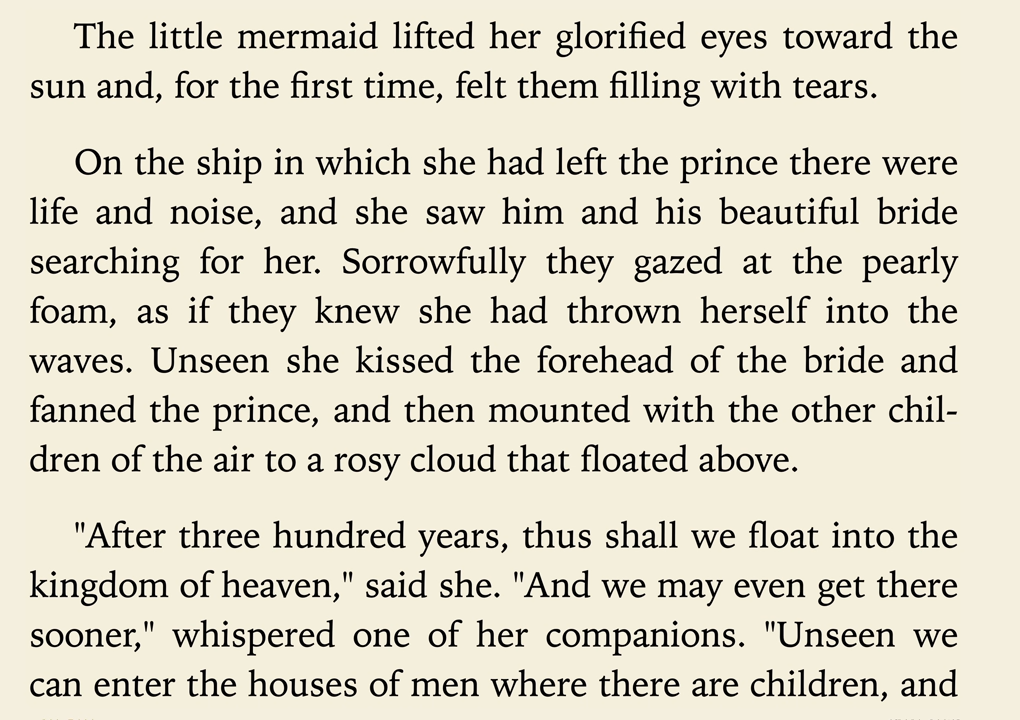 The little mermaid lifted her glorified eyes toward the
sun and, for the first time, felt them filling with tears.
On the ship in which she had left the prince there were
life and noise, and she saw him and his beautiful bride
searching for her. Sorrowfully they gazed at the pearly
foam, as if they knew she had thrown herself into the
waves. Unseen she kissed the forehead of the bride and
fanned the prince, and then mounted with the other chil-
dren of the air to a rosy cloud that floated above.
"After three hundred years, thus shall we float into the
kingdom of heaven," said she. "And we may even get there
sooner," whispered one of her companions. "Unseen we
can enter the houses of men where there are children, and